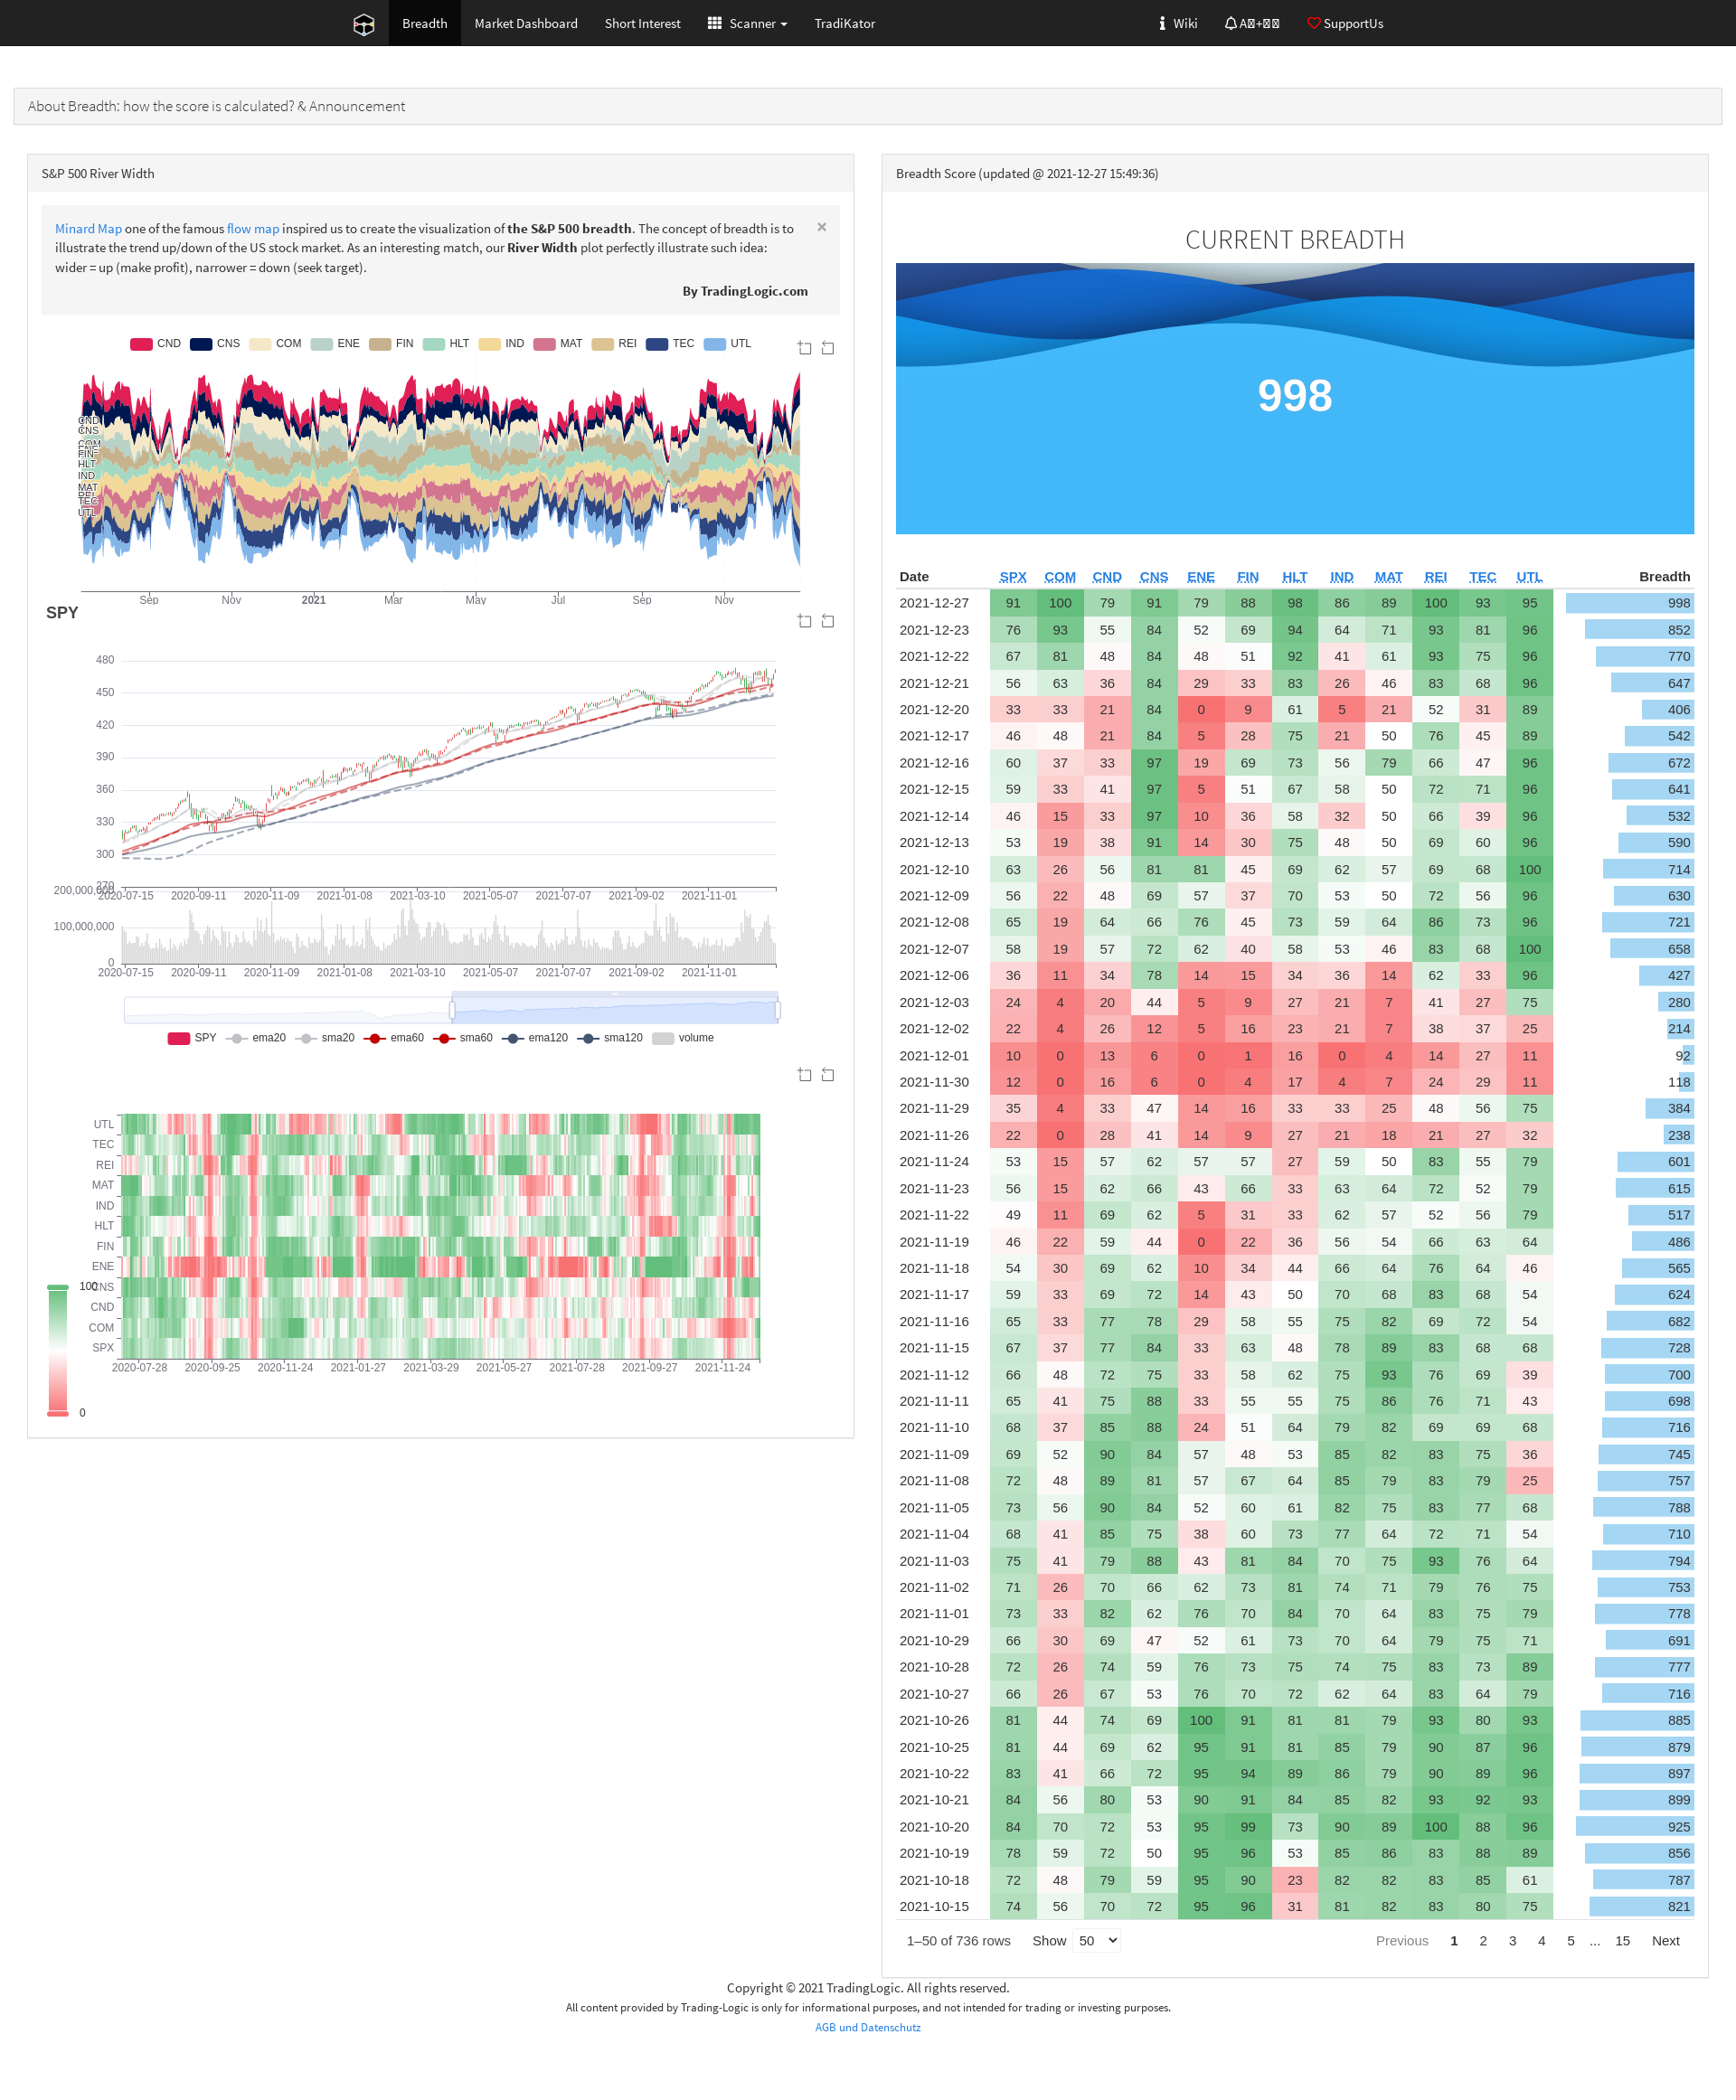 Breadth Market Dashboard Short Interest Scanner TradiKator Wiki SupportUs
About Breadth: how the score is calculated? & Announcement
S&P 500 River Width
Minard Map one of the famous flow map inspired us to create the visualization of the S&P 500 breadth. The concept of breadth is to
illustrate the trend up/down of the US stock market. As an interesting match, our River Width plot perfectly illustrate such idea:
wider = up (make profit), narrower = down (seek target).
×
By TradingLogic.com
CND CNS COM ENE FIN HLT IND MAT REI TEC UTL
CND
CNS
COM
FIN
HLT
IND
MAT
TEC
UTL
Sep Nov 2021 Mar May Jul Sep Nov
SPY
480
450
420
390
360
330
300
270
2020-07-15 2020-09-11 2020-11-09 2021-01-08 2021-03-10 2021-05-07 2021-07-07 2021-09-02 2021-11-01
200,000,000
100,000,000
0
2020-07-15 2020-09-11 2020-11-09 2021-01-08 2021-03-10 2021-05-07 2021-07-07 2021-09-02 2021-11-01
SPY ema20 sma20 ema60 sma60 ema120 sma120 volume
UTL
TEC
REI
MAT
IND
HLT
FIN
ENE
CNS
CND
COM
SPX
100
0
2020-07-28 2020-09-25 2020-11-24 2021-01-27 2021-03-29 2021-05-27 2021-07-28 2021-09-27 2021-11-24
Breadth Score (updated @ 2021-12-27 15:49:36)
CURRENT BREADTH
998
Date SPX COM CND CNS ENE FIN HLT IND MAT REI TEC UTL Breadth
2021-12-27 91 100 79 91 79 88 98 86 89 100 93 95 998
2021-12-23 76 93 55 84 52 69 94 64 71 93 81 96 852
2021-12-22 67 81 48 84 48 51 92 41 61 93 75 96 770
2021-12-21 56 63 36 84 29 33 83 26 46 83 68 96 647
2021-12-20 33 33 21 84 0 9 61 5 21 52 31 89 406
2021-12-17 46 48 21 84 5 28 75 21 50 76 45 89 542
2021-12-16 60 37 33 97 19 69 73 56 79 66 47 96 672
2021-12-15 59 33 41 97 5 51 67 58 50 72 71 96 641
2021-12-14 46 15 33 97 10 36 58 32 50 66 39 96 532
2021-12-13 53 19 38 91 14 30 75 48 50 69 60 96 590
2021-12-10 63 26 56 81 81 45 69 62 57 69 68 100 714
2021-12-09 56 22 48 69 57 37 70 53 50 72 56 96 630
2021-12-08 65 19 64 66 76 45 73 59 64 86 73 96 721
2021-12-07 58 19 57 72 62 40 58 53 46 83 68 100 658
2021-12-06 36 11 34 78 14 15 34 36 14 62 33 96 427
2021-12-03 24 4 20 44 5 9 27 21 7 41 27 75 280
2021-12-02 22 4 26 12 5 16 23 21 7 38 37 25 214
2021-12-01 10 0 13 6 0 1 16 0 4 14 27 11 92
2021-11-30 12 0 16 6 0 4 17 4 7 24 29 11 118
2021-11-29 35 4 33 47 14 16 33 33 25 48 56 75 384
2021-11-26 22 0 28 41 14 9 27 21 18 21 27 32 238
2021-11-24 53 15 57 62 57 57 27 59 50 83 55 79 601
2021-11-23 56 15 62 66 43 66 33 63 64 72 52 79 615
2021-11-22 49 11 69 62 5 31 33 62 57 52 56 79 517
2021-11-19 46 22 59 44 0 22 36 56 54 66 63 64 486
2021-11-18 54 30 69 62 10 34 44 66 64 76 64 46 565
2021-11-17 59 33 69 72 14 43 50 70 68 83 68 54 624
2021-11-16 65 33 77 78 29 58 55 75 82 69 72 54 682
2021-11-15 67 37 77 84 33 63 48 78 89 83 68 68 728
2021-11-12 66 48 72 75 33 58 62 75 93 76 69 39 700
2021-11-11 65 41 75 88 33 55 55 75 86 76 71 43 698
2021-11-10 68 37 85 88 24 51 64 79 82 69 69 68 716
2021-11-09 69 52 90 84 57 48 53 85 82 83 75 36 745
2021-11-08 72 48 89 81 57 67 64 85 79 83 79 25 757
2021-11-05 73 56 90 84 52 60 61 82 75 83 77 68 788
2021-11-04 68 41 85 75 38 60 73 77 64 72 71 54 710
2021-11-03 75 41 79 88 43 81 84 70 75 93 76 64 794
2021-11-02 71 26 70 66 62 73 81 74 71 79 76 75 753
2021-11-01 73 33 82 62 76 70 84 70 64 83 75 79 778
2021-10-29 66 30 69 47 52 61 73 70 64 79 75 71 691
2021-10-28 72 26 74 59 76 73 75 74 75 83 73 89 777
2021-10-27 66 26 67 53 76 70 72 62 64 83 64 79 716
2021-10-26 81 44 74 69 100 91 81 81 79 93 80 93 885
2021-10-25 81 44 69 62 95 91 81 85 79 90 87 96 879
2021-10-22 83 41 66 72 95 94 89 86 79 90 89 96 897
2021-10-21 84 56 80 53 90 91 84 85 82 93 92 93 899
2021-10-20 84 70 72 53 95 99 73 90 89 100 88 96 925
2021-10-19 78 59 72 50 95 96 53 85 86 83 88 89 856
2021-10-18 72 48 79 59 95 90 23 82 82 83 85 61 787
2021-10-15 74 56 70 72 95 96 31 81 82 83 80 75 821
1–50 of 736 rows Show 50 Previous 1 2 3 4 5 ... 15 Next
Copyright © 2021 TradingLogic. All rights reserved.
All content provided by Trading-Logic is only for informational purposes, and not intended for trading or investing purposes.
AGB und Datenschutz